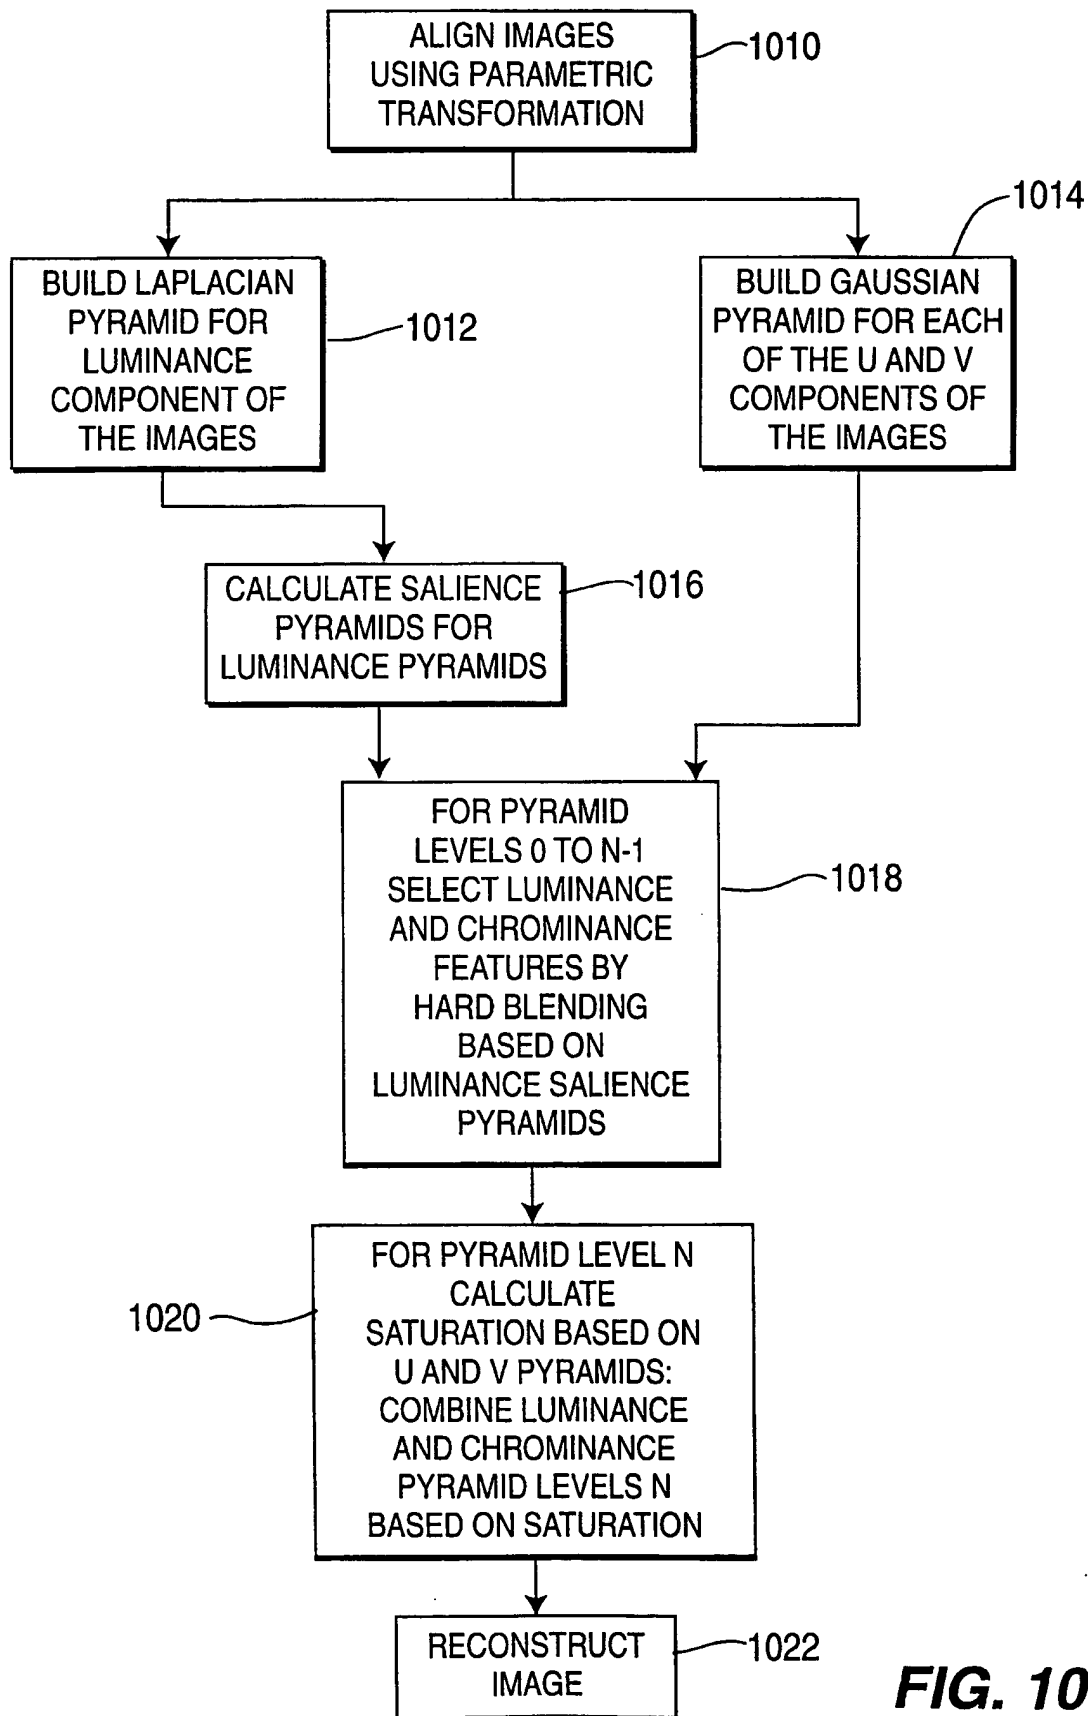 ALIGN IMAGES
USING PARAMETRIC
TRANSFORMATION
1010
1014
BUILD LAPLACIAN
PYRAMID FOR
LUMINANCE
COMPONENT OF
THE IMAGES
1012
BUILD GAUSSIAN
PYRAMID FOR EACH
OF THE U AND V
COMPONENTS OF
THE IMAGES
CALCULATE SALIENCE
PYRAMIDS FOR
LUMINANCE PYRAMIDS
1016
FOR PYRAMID
LEVELS 0 TO N-1
SELECT LUMINANCE
AND CHROMINANCE
FEATURES BY
HARD BLENDING
BASED ON
LUMINANCE SALIENCE
PYRAMIDS
1018
FOR PYRAMID LEVEL N
CALCULATE
SATURATION BASED ON
U AND V PYRAMIDS:
COMBINE LUMINANCE
AND CHROMINANCE
PYRAMID LEVELS N
BASED ON SATURATION
1020
RECONSTRUCT
IMAGE
1022
FIG. 10